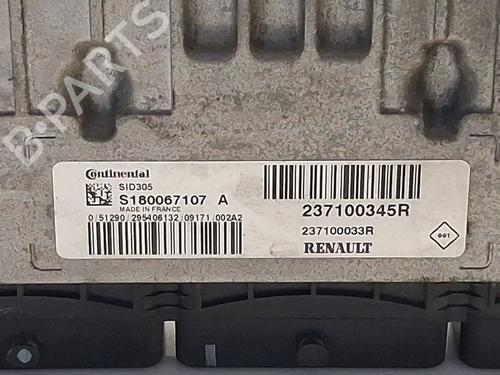 Continental
SID305
S180067107 A
MADE IN FRANCE
0/51290/295406132/09171/002A2
237100345R
237100033R
RENAULT
001
B-PARTS